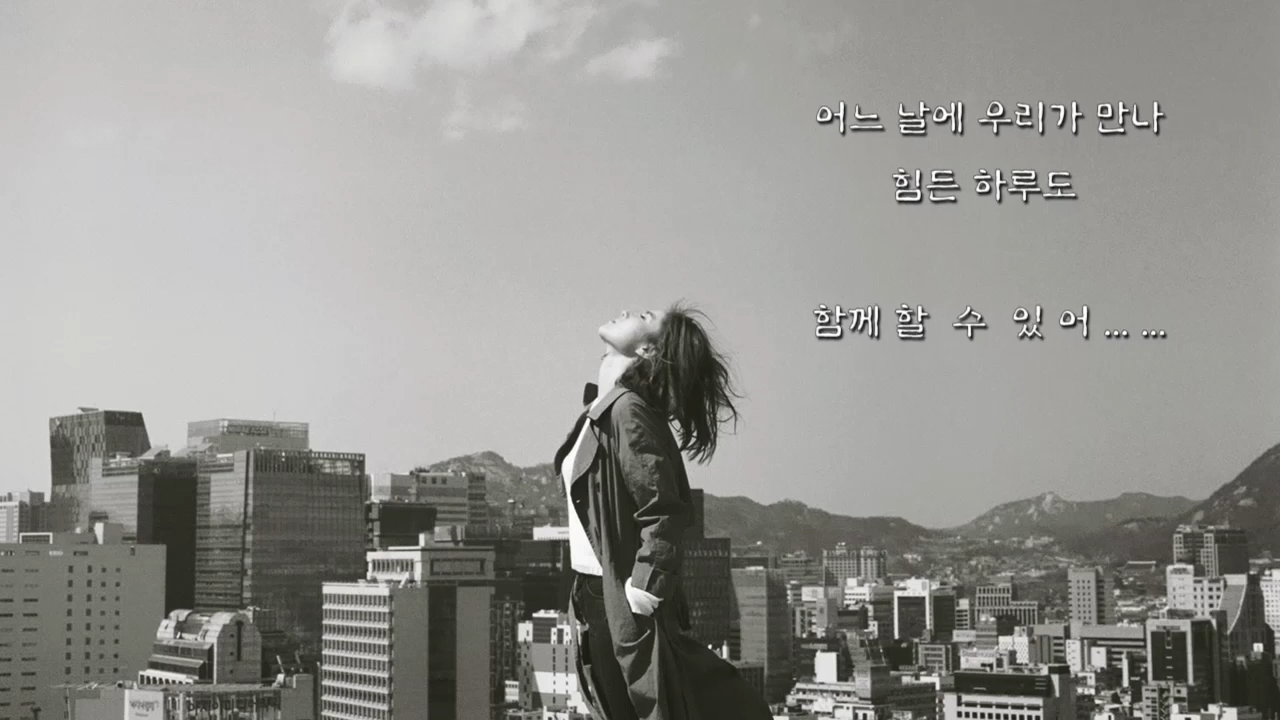 어느 날에 우리가 만나
힘든 하루도
함께 할 수 있 어 ... ...